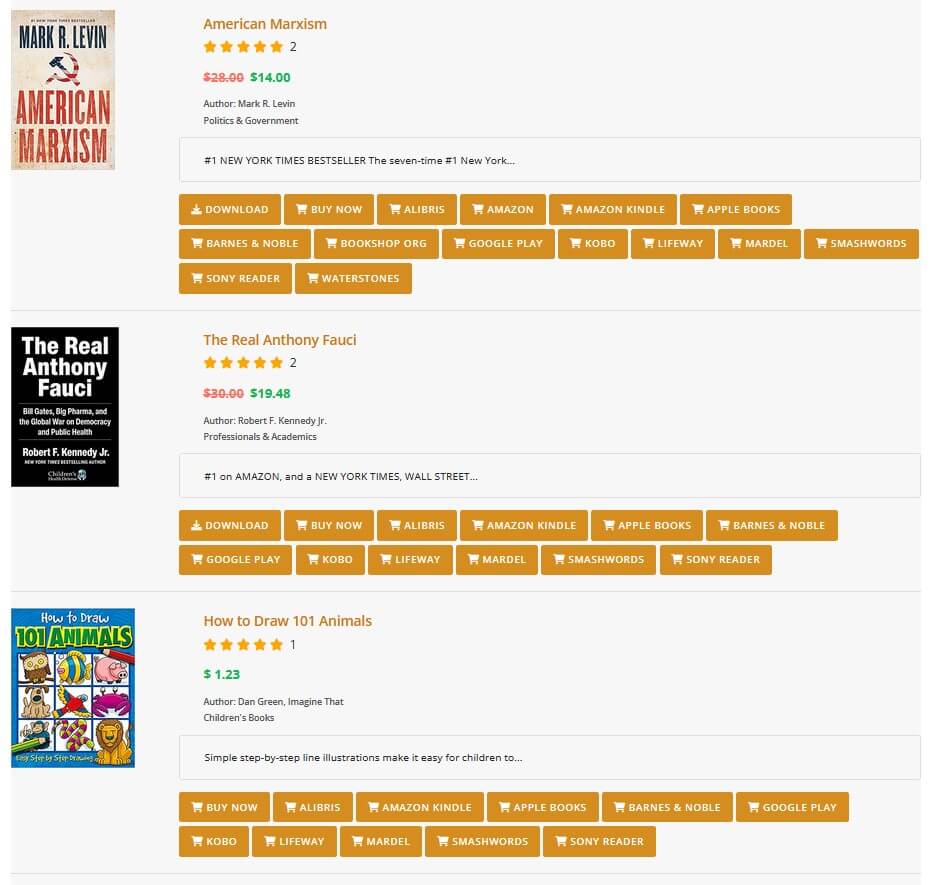 #1 NEW YORK TIMES BESTSELLER
MARK R. LEVIN
AMERICAN
MARXISM
American Marxism
2
$28.00 $14.00
Author: Mark R. Levin
Politics & Government
#1 NEW YORK TIMES BESTSELLER The seven-time #1 New York...
DOWNLOAD BUY NOW ALIBRIS AMAZON AMAZON KINDLE APPLE BOOKS
BARNES & NOBLE BOOKSHOP ORG GOOGLE PLAY KOBO LIFEWAY MARDEL SMASHWORDS
SONY READER WATERSTONES
The Real
Anthony
Fauci
Bill Gates, Big Pharma, and
the Global War on Democracy
and Public Health
Robert F. Kennedy Jr.
NEW YORK TIMES BESTSELLING AUTHOR
Children's
Health Defense
The Real Anthony Fauci
2
$30.00 $19.48
Author: Robert F. Kennedy Jr.
Professionals & Academics
#1 on AMAZON, and a NEW YORK TIMES, WALL STREET...
DOWNLOAD BUY NOW ALIBRIS AMAZON KINDLE APPLE BOOKS BARNES & NOBLE
GOOGLE PLAY KOBO LIFEWAY MARDEL SMASHWORDS SONY READER
How to Draw
101 ANIMALS
Easy Step by Step Drawing
How to Draw 101 Animals
1
$ 1.23
Author: Dan Green, Imagine That
Children's Books
Simple step-by-step line illustrations make it easy for children to...
BUY NOW ALIBRIS AMAZON KINDLE APPLE BOOKS BARNES & NOBLE GOOGLE PLAY
KOBO LIFEWAY MARDEL SMASHWORDS SONY READER